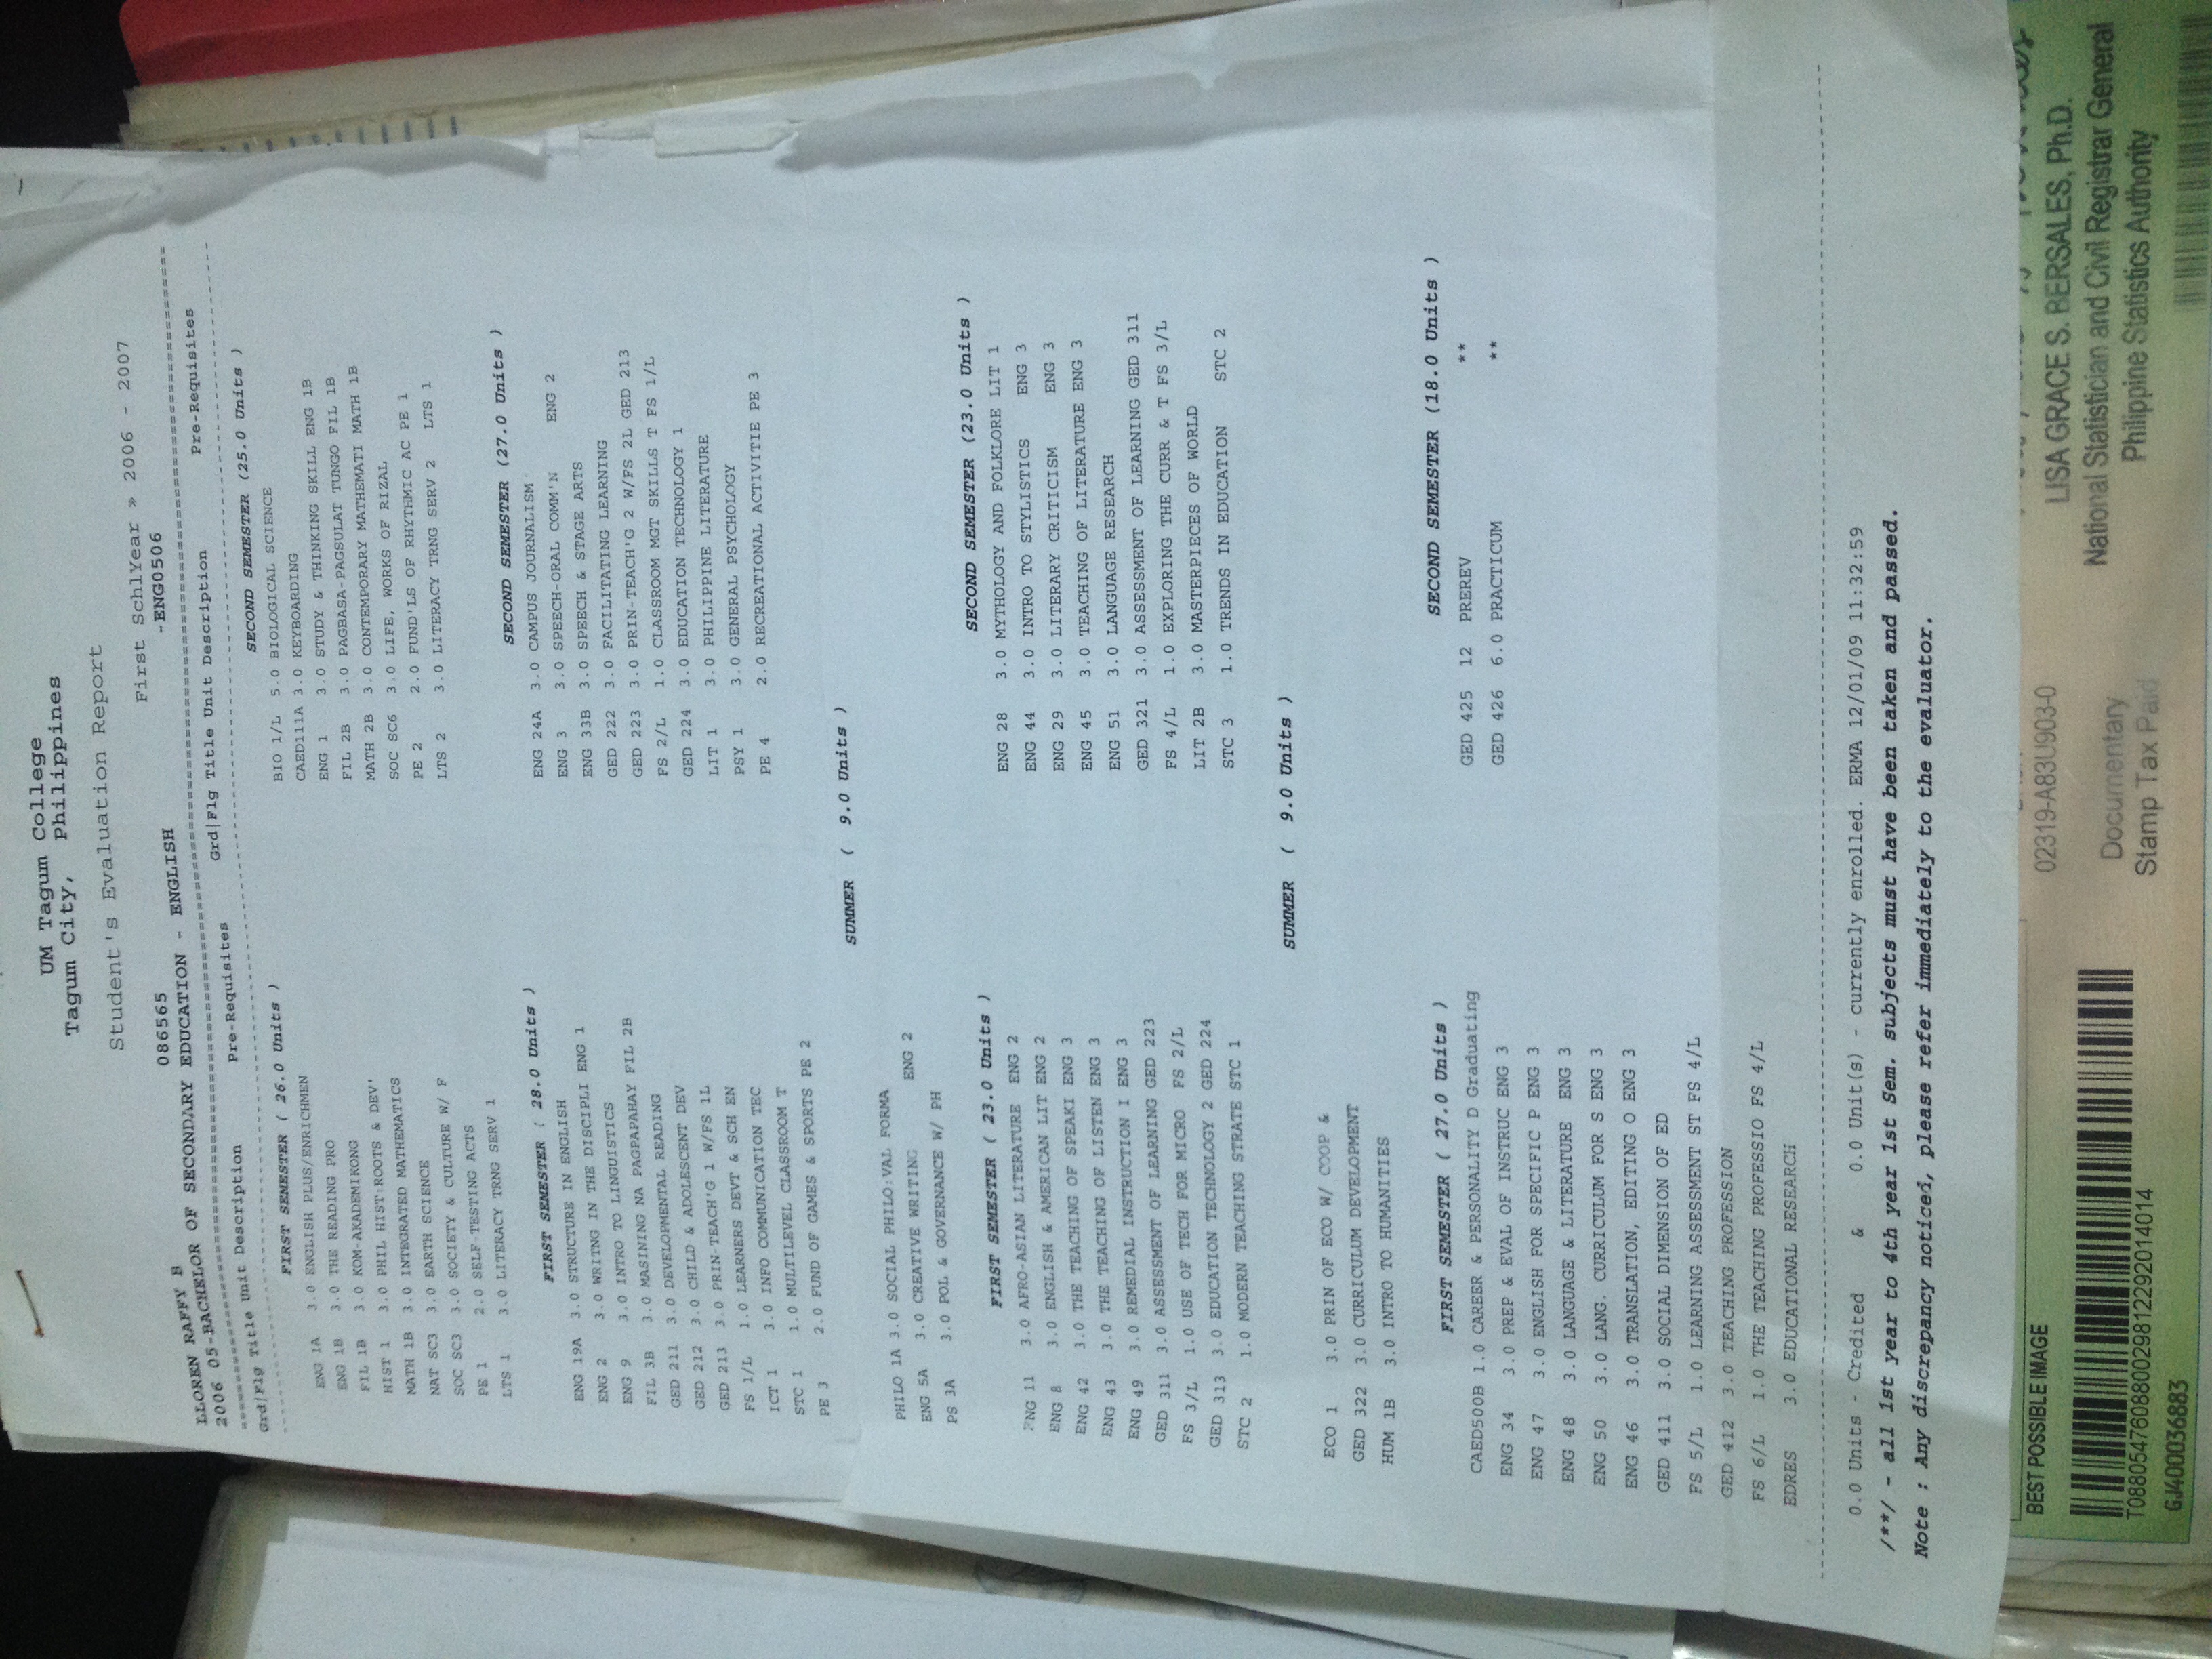 UM Tagum College
Tagum City, Philippines
Student's Evaluation Report
First SchlYear » 2006 - 2007
LLOREN RAFFY B 086565 -ENG0506
2006 05-BACHELOR OF SECONDARY EDUCATION - ENGLISH
Grd|Flg Title Unit Description Pre-Requisites Grd|Flg Title Unit Description Pre-Requisites
FIRST SEMESTER ( 26.0 Units )
ENG 1A 3.0 ENGLISH PLUS/ENRICHMEN
ENG 1B 3.0 THE READING PRO
FIL 1B 3.0 KOM-AKADEMIKONG
HIST 1 3.0 PHIL HIST:ROOTS & DEV'
MATH 1B 3.0 INTEGRATED MATHEMATICS
NAT SC3 3.0 EARTH SCIENCE
SOC SC3 3.0 SOCIETY & CULTURE W/ F
PE 1 2.0 SELF-TESTING ACTS
LTS 1 3.0 LITERACY TRNG SERV 1
SECOND SEMESTER (25.0 Units )
BIO 1/L 5.0 BIOLOGICAL SCIENCE
CAED111A 3.0 KEYBOARDING
ENG 1 3.0 STUDY & THINKING SKILL ENG 1B
FIL 2B 3.0 PAGBASA-PAGSULAT TUNGO FIL 1B
MATH 2B 3.0 CONTEMPORARY MATHEMATI MATH 1B
SOC SC6 3.0 LIFE, WORKS OF RIZAL
PE 2 2.0 FUND'LS OF RHYTHMIC AC PE 1
LTS 2 3.0 LITERACY TRNG SERV 2 LTS 1
FIRST SEMESTER ( 28.0 Units )
ENG 19A 3.0 STRUCTURE IN ENGLISH
ENG 2 3.0 WRITNG IN THE DISCIPLI ENG 1
ENG 9 3.0 INTRO TO LINGUISTICS
FIL 3B 3.0 MASINING NA PAGPAPAHAY FIL 2B
GED 211 3.0 DEVELOPMENTAL READING
GED 212 3.0 CHILD & ADOLESCENT DEV
GED 213 3.0 PRIN-TEACH'G 1 W/FS 1L
FS 1/L 1.0 LEARNERS DEVT & SCH EN
ICT 1 3.0 INFO COMMUNICATION TEC
STC 1 1.0 MULTILEVEL CLASSROOM T
PE 3 2.0 FUND OF GAMES & SPORTS PE 2
SECOND SEMESTER (27.0 Units )
ENG 24A 3.0 CAMPUS JOURNALISM
ENG 3 3.0 SPEECH-ORAL COMM'N ENG 2
ENG 33B 3.0 SPEECH & STAGE ARTS
GED 222 3.0 FACILITATING LEARNING
GED 223 3.0 PRIN-TEACH'G 2 W/FS 2L GED 213
FS 2/L 1.0 CLASSROOM MGT SKILLS T FS 1/L
GED 224 3.0 EDUCATION TECHNOLOGY 1
LIT 1 3.0 PHILIPPINE LITERATURE
PSY 1 3.0 GENERAL PSYCHOLOGY
PE 4 2.0 RECREATIONAL ACTIVITIE PE 3
SUMMER ( 9.0 Units )
PHILO 1A 3.0 SOCIAL PHILO:VAL FORMA
ENG 5A 3.0 CREATIVE WRITING ENG 2
PS 3A 3.0 POL & GOVERNANCE W/ PH
FIRST SEMESTER ( 23.0 Units )
ENG 11 3.0 AFRO-ASIAN LITERATURE ENG 2
ENG 8 3.0 ENGLISH & AMERICAN LIT ENG 2
ENG 42 3.0 THE TEACHING OF SPEAKI ENG 3
ENG 43 3.0 THE TEACHING OF LISTEN ENG 3
ENG 49 3.0 REMEDIAL INSTRUCTION I ENG 3
GED 311 3.0 ASSESSMENT OF LEARNING GED 223
FS 3/L 1.0 USE OF TECH FOR MICRO FS 2/L
GED 313 3.0 EDUCATION TECHNOLOGY 2 GED 224
STC 2 1.0 MODERN TEACHING STRATE STC 1
SECOND SEMESTER (23.0 Units )
ENG 28 3.0 MYTHOLOGY AND FOLKLORE LIT 1
ENG 44 3.0 INTRO TO STYLISTICS ENG 3
ENG 29 3.0 LITERARY CRITICISM ENG 3
ENG 45 3.0 TEACHING OF LITERATURE ENG 3
ENG 51 3.0 LANGUAGE RESEARCH
GED 321 3.0 ASSESSMENT OF LEARNING GED 311
FS 4/L 1.0 EXPLORING THE CURR & T FS 3/L
LIT 2B 3.0 MASTERPIECES OF WORLD
STC 3 1.0 TRENDS IN EDUCATION STC 2
SUMMER ( 9.0 Units )
ECO 1 3.0 PRIN OF ECO W/ COOP &
GED 322 3.0 CURRICULUM DEVELOPMENT
HUM 1B 3.0 INTRO TO HUMANITIES
FIRST SEMESTER ( 27.0 Units )
CAED500B 1.0 CAREER & PERSONALITY D Graduating
ENG 34 3.0 PREP & EVAL OF INSTRUC ENG 3
ENG 47 3.0 ENGLISH FOR SPECIFIC P ENG 3
ENG 48 3.0 LANGUAGE & LITERATURE ENG 3
ENG 50 3.0 LANG. CURRICULUM FOR S ENG 3
ENG 46 3.0 TRANSLATION, EDITING O ENG 3
GED 411 3.0 SOCIAL DIMENSION OF ED
FS 5/L 1.0 LEARNING ASSESSMENT ST FS 4/L
GED 412 3.0 TEACHING PROFESSION
FS 6/L 1.0 THE TEACHING PROFESSIO FS 4/L
EDRES 3.0 EDUCATIONAL RESEARCH
SECOND SEMESTER (18.0 Units )
GED 425 12 PREREV **
GED 426 6.0 PRACTICUM **
0.0 Units - Credited & 0.0 Unit(s) - currently enrolled. ERMA 12/01/09 11:32:59
/**/ - all 1st year to 4th year 1st Sem. subjects must have been taken and passed.
Note : Any discrepancy noticed, please refer immediately to the evaluator.
BEST POSSIBLE IMAGE
T088054760880029812292014014
GJ400036883
02319-A83U903-0
Documentary
Stamp Tax Paid
LISA GRACE S. BERSALES, Ph.D.
National Statistician and Civil Registrar General
Philippine Statistics Authority